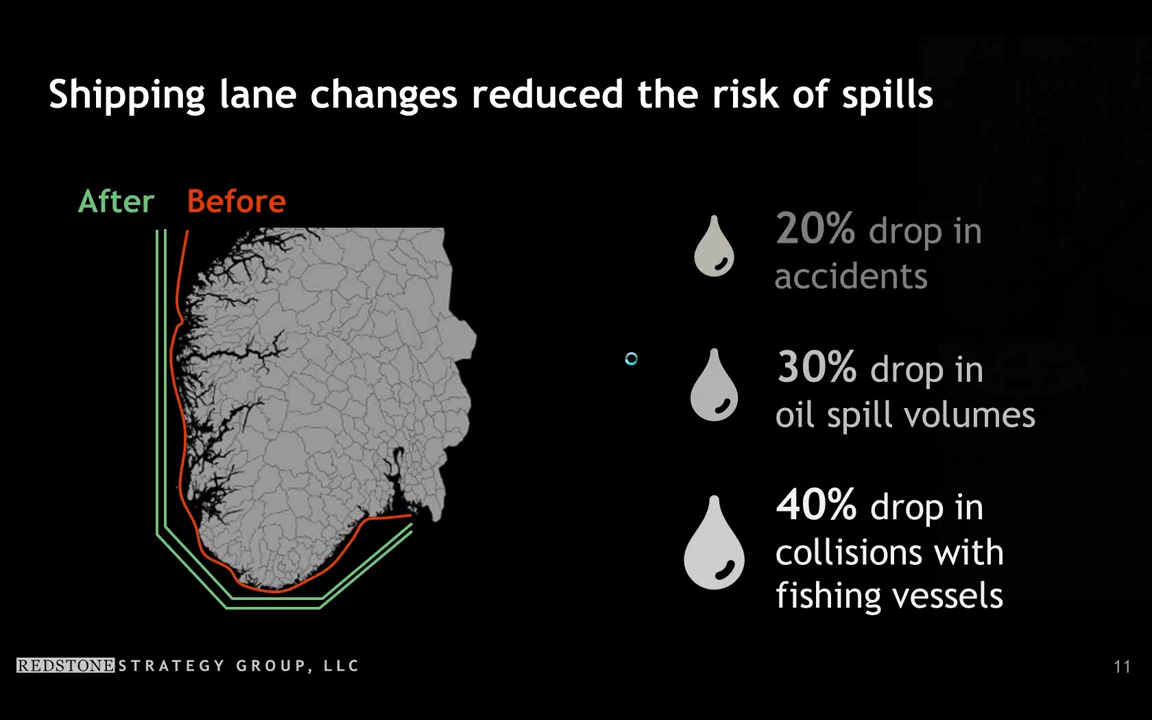 Shipping lane changes reduced the risk of spills
After Before
20% drop in
accidents
30% drop in
oil spill volumes
40% drop in
collisions with
fishing vessels
REDSTONE STRATEGY GROUP, LLC
11